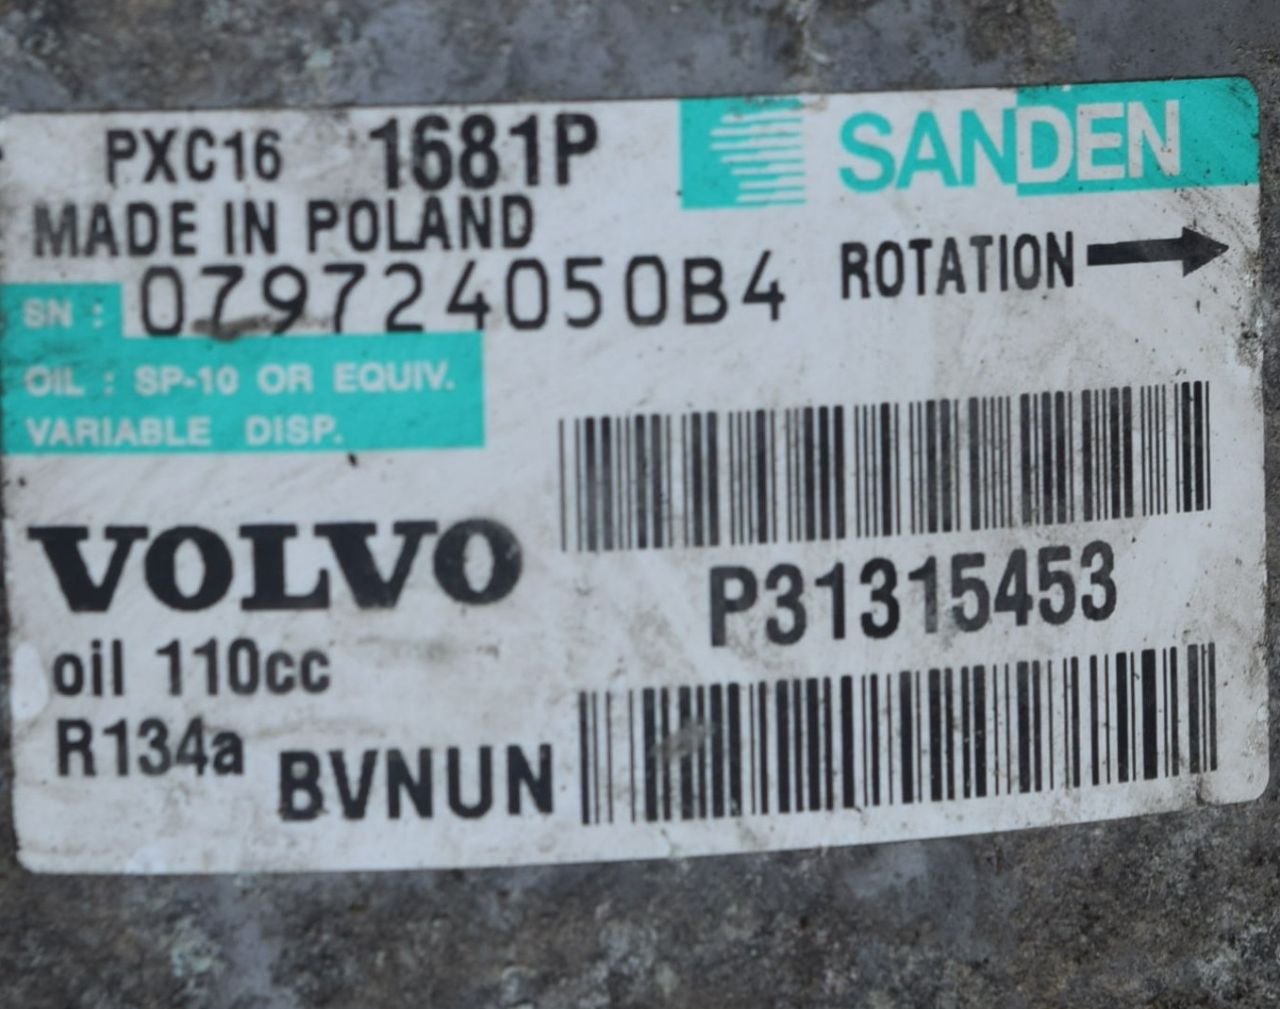 PXC16 1681P SANDEN
MADE IN POLAND
ROTATION
SN : 079724050B4
OIL : SP-10 OR EQUIV.
VARIABLE DISP.
VOLVO
P31315453
oil 110cc
R134a BVNUN